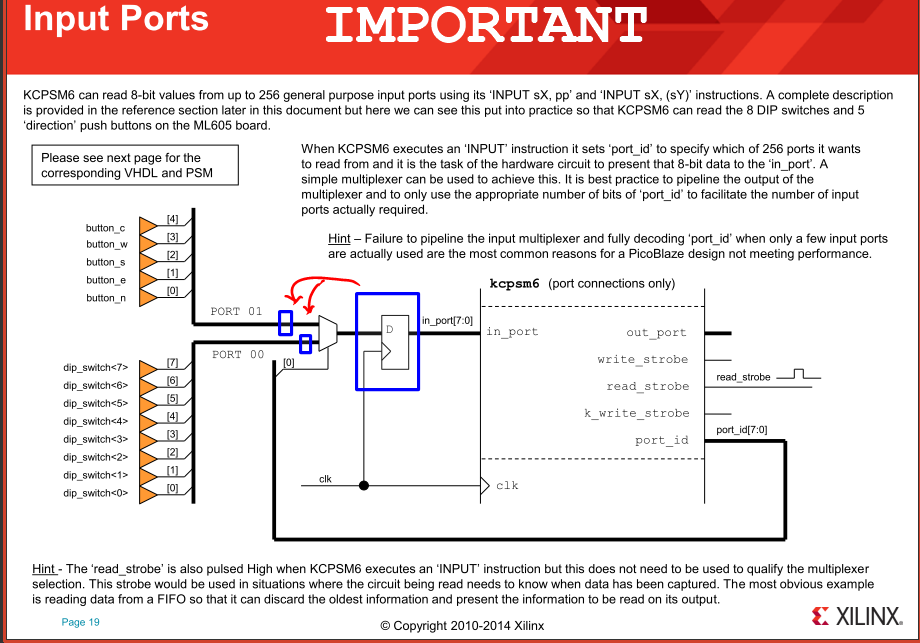 Input Ports
IMPORTANT
KCPSM6 can read 8-bit values from up to 256 general purpose input ports using its ‘INPUT sX, pp’ and ‘INPUT sX, (sY)’ instructions. A complete description
is provided in the reference section later in this document but here we can see this put into practice so that KCPSM6 can read the 8 DIP switches and 5
‘direction’ push buttons on the ML605 board.
Please see next page for the
corresponding VHDL and PSM
When KCPSM6 executes an ‘INPUT’ instruction it sets ‘port_id’ to specify which of 256 ports it wants
to read from and it is the task of the hardware circuit to present that 8-bit data to the ‘in_port’. A
simple multiplexer can be used to achieve this. It is best practice to pipeline the output of the
multiplexer and to only use the appropriate number of bits of ‘port_id’ to facilitate the number of input
ports actually required.
Hint – Failure to pipeline the input multiplexer and fully decoding ‘port_id’ when only a few input ports
are actually used are the most common reasons for a PicoBlaze design not meeting performance.
button_c [4]
button_w [3]
button_s [2]
button_e [1]
button_n [0]
PORT 01
PORT 00
dip_switch<7> [7]
dip_switch<6> [6]
dip_switch<5> [5]
dip_switch<4> [4]
dip_switch<3> [3]
dip_switch<2> [2]
dip_switch<1> [1]
dip_switch<0> [0]
[0]
D
clk
in_port[7:0]
kcpsm6 (port connections only)
in_port
out_port
write_strobe
read_strobe
k_write_strobe
port_id
clk
read_strobe
port_id[7:0]
Hint - The ‘read_strobe’ is also pulsed High when KCPSM6 executes an ‘INPUT’ instruction but this does not need to be used to qualify the multiplexer
selection. This strobe would be used in situations where the circuit being read needs to know when data has been captured. The most obvious example
is reading data from a FIFO so that it can discard the oldest information and present the information to be read on its output.
Page 19
© Copyright 2010-2014 Xilinx
XILINX.